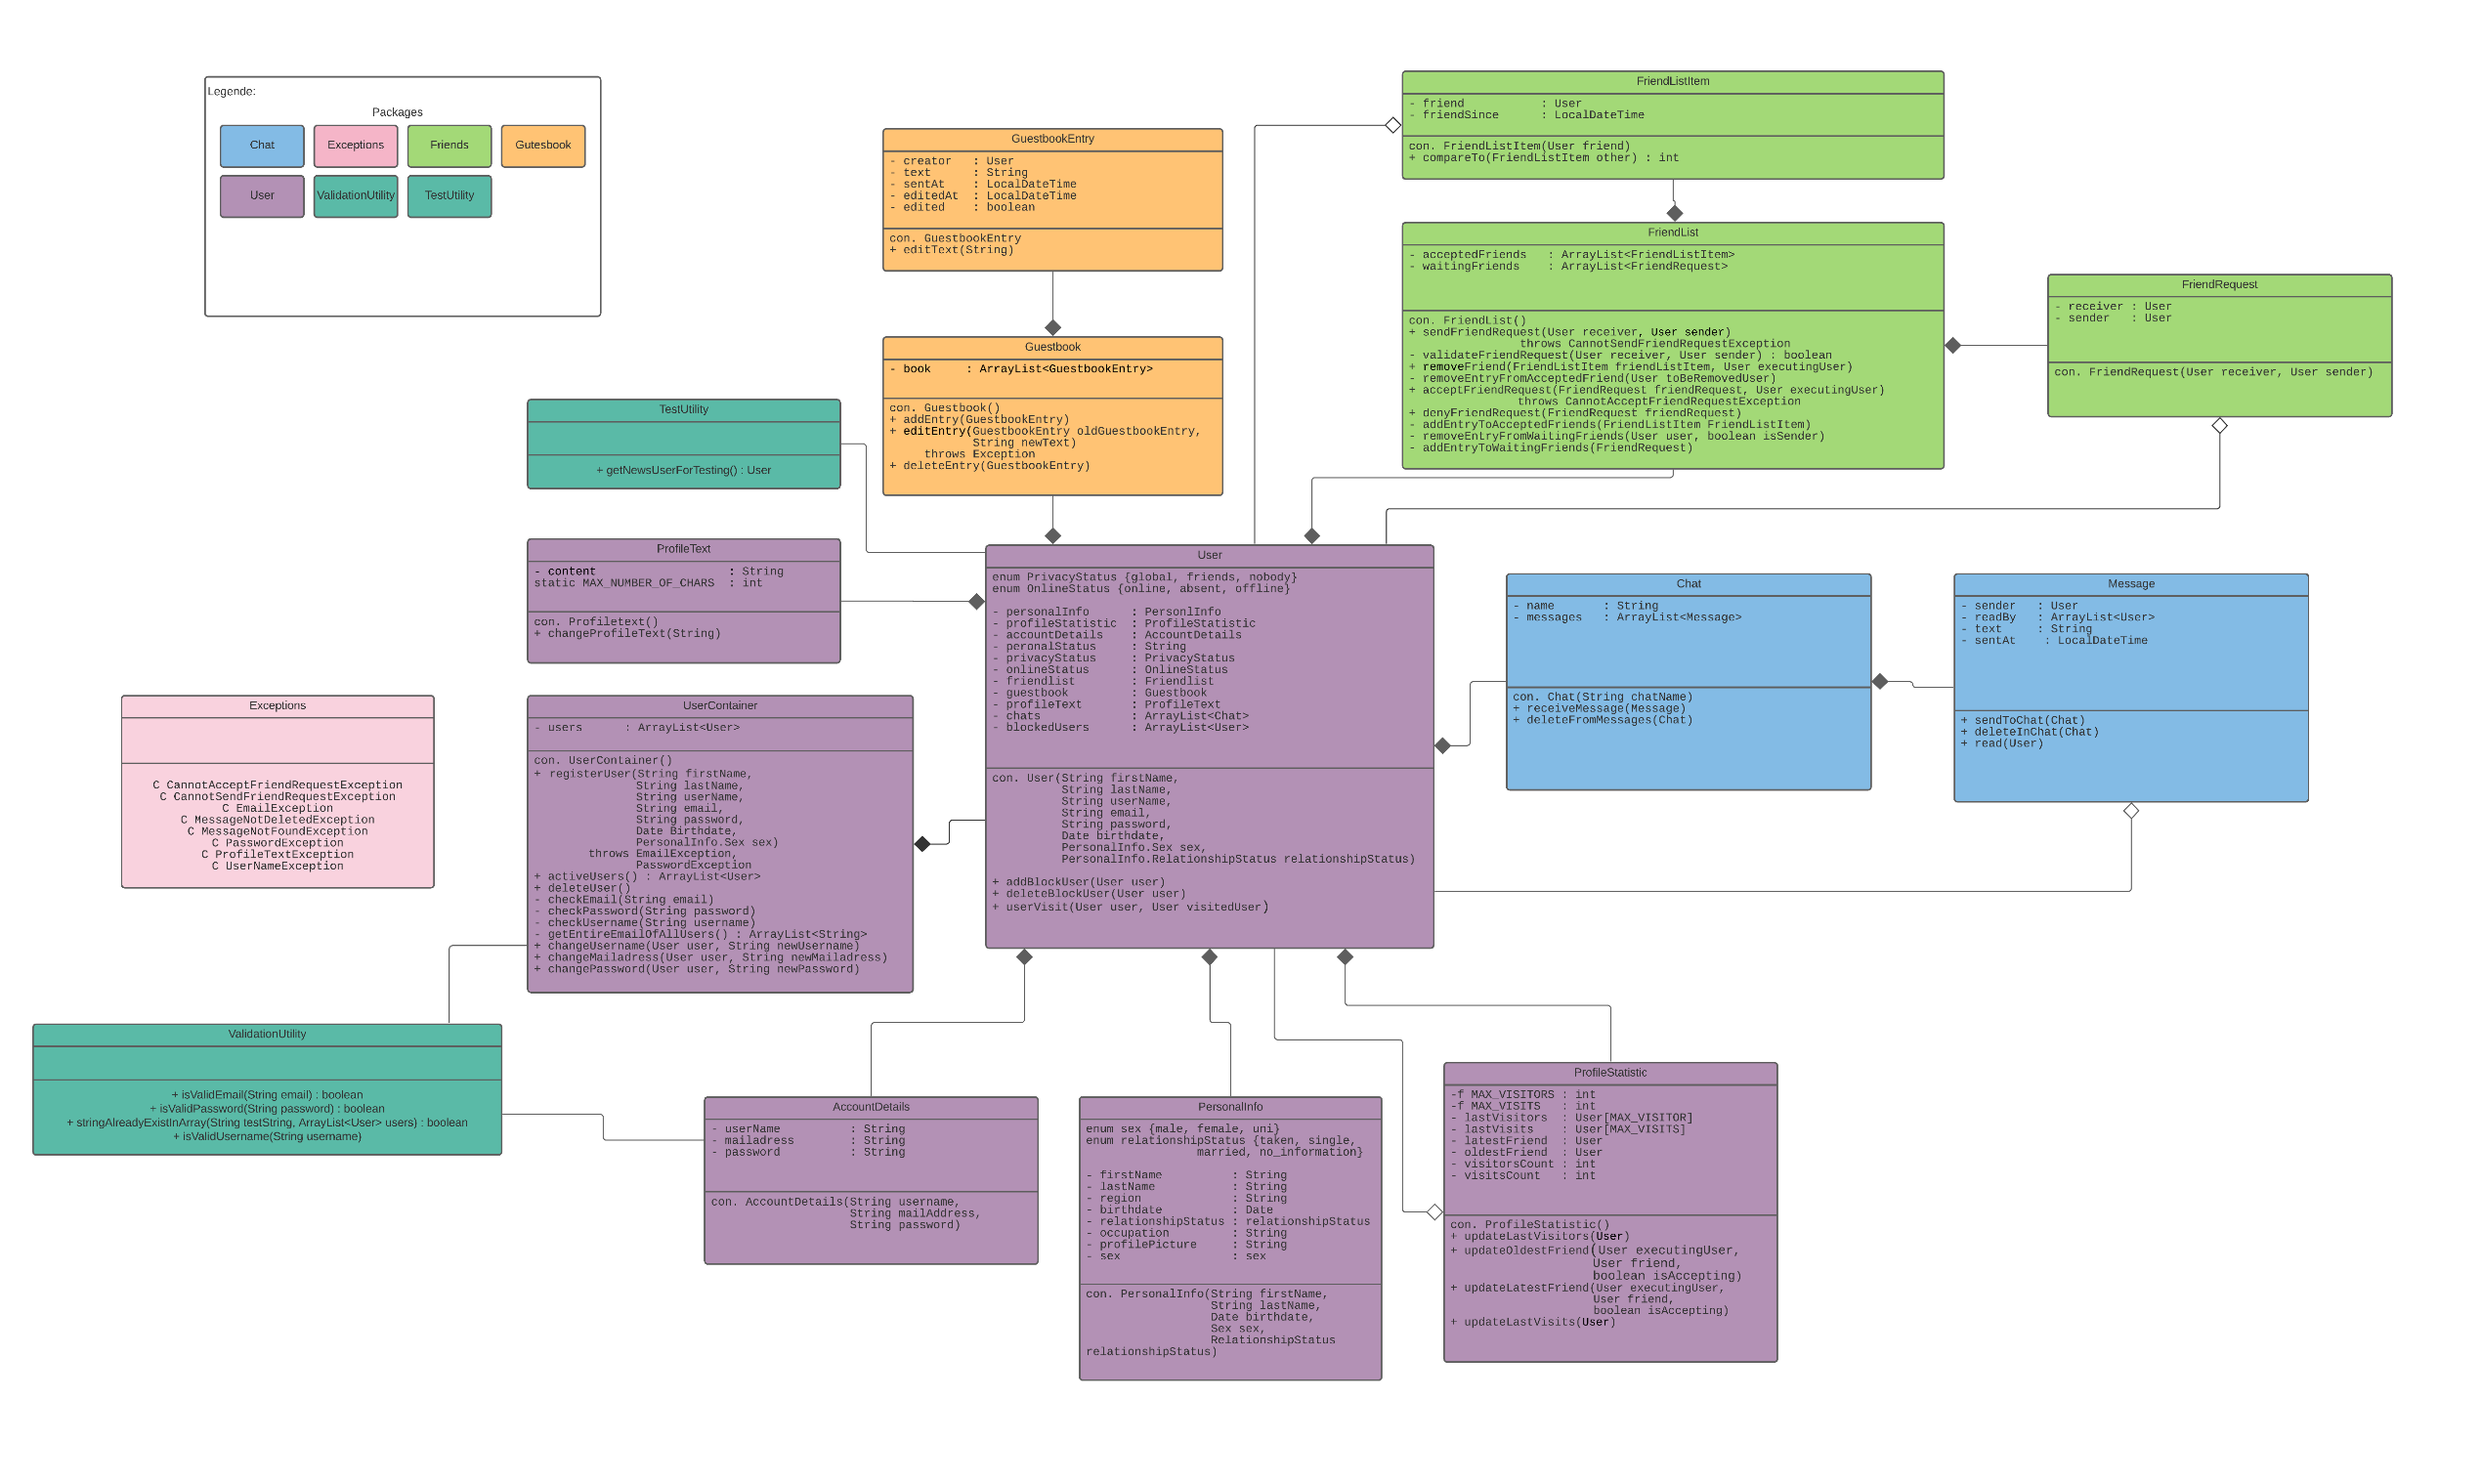 Legende:
Packages
Chat
Exceptions
Friends
Gutesbook
User
ValidationUtility
TestUtility
GuestbookEntry
- creator : User
- text : String
- sentAt : LocalDateTime
- editedAt : LocalDateTime
- edited : boolean
con. GuestbookEntry
+ editText(String)
FriendListItem
- friend : User
- friendSince : LocalDateTime
con. FriendListItem(User friend)
+ compareTo(FriendListItem other) : int
FriendList
- acceptedFriends : ArrayList<FriendListItem>
- waitingFriends : ArrayList<FriendRequest>
con. FriendList()
+ sendFriendRequest(User receiver, User sender)
throws CannotSendFriendRequestException
- validateFriendRequest(User receiver, User sender) : boolean
+ removeFriend(FriendListItem friendListItem, User executingUser)
- removeEntryFromAcceptedFriend(User toBeRemovedUser)
+ acceptFriendRequest(FriendRequest friendRequest, User executingUser)
throws CannotAcceptFriendRequestException
+ denyFriendRequest(FriendRequest friendRequest)
- addEntryToAcceptedFriends(FriendListItem FriendListItem)
- removeEntryFromWaitingFriends(User user, boolean isSender)
- addEntryToWaitingFriends(FriendRequest)
FriendRequest
- receiver : User
- sender : User
con. FriendRequest(User receiver, User sender)
Guestbook
- book : ArrayList<GuestbookEntry>
con. Guestbook()
+ addEntry(GuestbookEntry)
+ editEntry(GuestbookEntry oldGuestbookEntry,
String newText)
throws Exception
+ deleteEntry(GuestbookEntry)
TestUtility
+ getNewsUserForTesting() : User
ProfileText
- content : String
static MAX_NUMBER_OF_CHARS : int
con. Profiletext()
+ changeProfileText(String)
User
enum PrivacyStatus {global, friends, nobody}
enum OnlineStatus {online, absent, offline}
- personalInfo : PersonlInfo
- profileStatistic : ProfileStatistic
- accountDetails : AccountDetails
- peronalStatus : String
- privacyStatus : PrivacyStatus
- onlineStatus : OnlineStatus
- friendlist : Friendlist
- guestbook : Guestbook
- profileText : ProfileText
- chats : ArrayList<Chat>
- blockedUsers : ArrayList<User>
con. User(String firstName,
String lastName,
String userName,
String email,
String password,
Date birthdate,
PersonalInfo.Sex sex,
PersonalInfo.RelationshipStatus relationshipStatus)
+ addBlockUser(User user)
+ deleteBlockUser(User user)
+ userVisit(User user, User visitedUser)
Chat
- name : String
- messages : ArrayList<Message>
con. Chat(String chatName)
+ receiveMessage(Message)
+ deleteFromMessages(Chat)
Message
- sender : User
- readBy : ArrayList<User>
- text : String
- sentAt : LocalDateTime
+ sendToChat(Chat)
+ deleteInChat(Chat)
+ read(User)
Exceptions
C CannotAcceptFriendRequestException
C CannotSendFriendRequestException
C EmailException
C MessageNotDeletedException
C MessageNotFoundException
C PasswordException
C ProfileTextException
C UserNameException
UserContainer
- users : ArrayList<User>
con. UserContainer()
+ registerUser(String firstName,
String lastName,
String userName,
String email,
String password,
Date Birthdate,
PersonalInfo.Sex sex)
throws EmailException,
PasswordException
+ activeUsers() : ArrayList<User>
+ deleteUser()
- checkEmail(String email)
- checkPassword(String password)
- checkUsername(String username)
- getEntireEmailOfAllUsers() : ArrayList<String>
+ changeUsername(User user, String newUsername)
+ changeMailadress(User user, String newMailadress)
+ changePassword(User user, String newPassword)
ValidationUtility
+ isValidEmail(String email) : boolean
+ isValidPassword(String password) : boolean
+ stringAlreadyExistInArray(String testString, ArrayList<User> users) : boolean
+ isValidUsername(String username)
AccountDetails
- userName : String
- mailadress : String
- password : String
con. AccountDetails(String username,
String mailAddress,
String password)
PersonalInfo
enum sex {male, female, uni}
enum relationshipStatus {taken, single,
married, no_information}
- firstName : String
- lastName : String
- region : String
- birthdate : Date
- relationshipStatus : relationshipStatus
- occupation : String
- profilePicture : String
- sex : sex
con. PersonalInfo(String firstName,
String lastName,
Date birthdate,
Sex sex,
RelationshipStatus
relationshipStatus)
ProfileStatistic
-f MAX_VISITORS : int
-f MAX_VISITS : int
- lastVisitors : User[MAX_VISITOR]
- lastVisits : User[MAX_VISITS]
- latestFriend : User
- oldestFriend : User
- visitorsCount : int
- visitsCount : int
con. ProfileStatistic()
+ updateLastVisitors(User)
+ updateOldestFriend(User executingUser,
User friend,
boolean isAccepting)
+ updateLatestFriend(User executingUser,
User friend,
boolean isAccepting)
+ updateLastVisits(User)